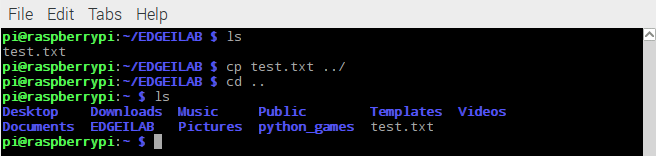 File Edit Tabs Help
pi@raspberrypi:~/EDGEILAB $ ls
test.txt
pi@raspberrypi:~/EDGEILAB $ cp test.txt ../
pi@raspberrypi:~/EDGEILAB $ cd ..
pi@raspberrypi:~ $ ls
Desktop Downloads Music Public Templates Videos
Documents EDGEILAB Pictures python_games test.txt
pi@raspberrypi:~ $